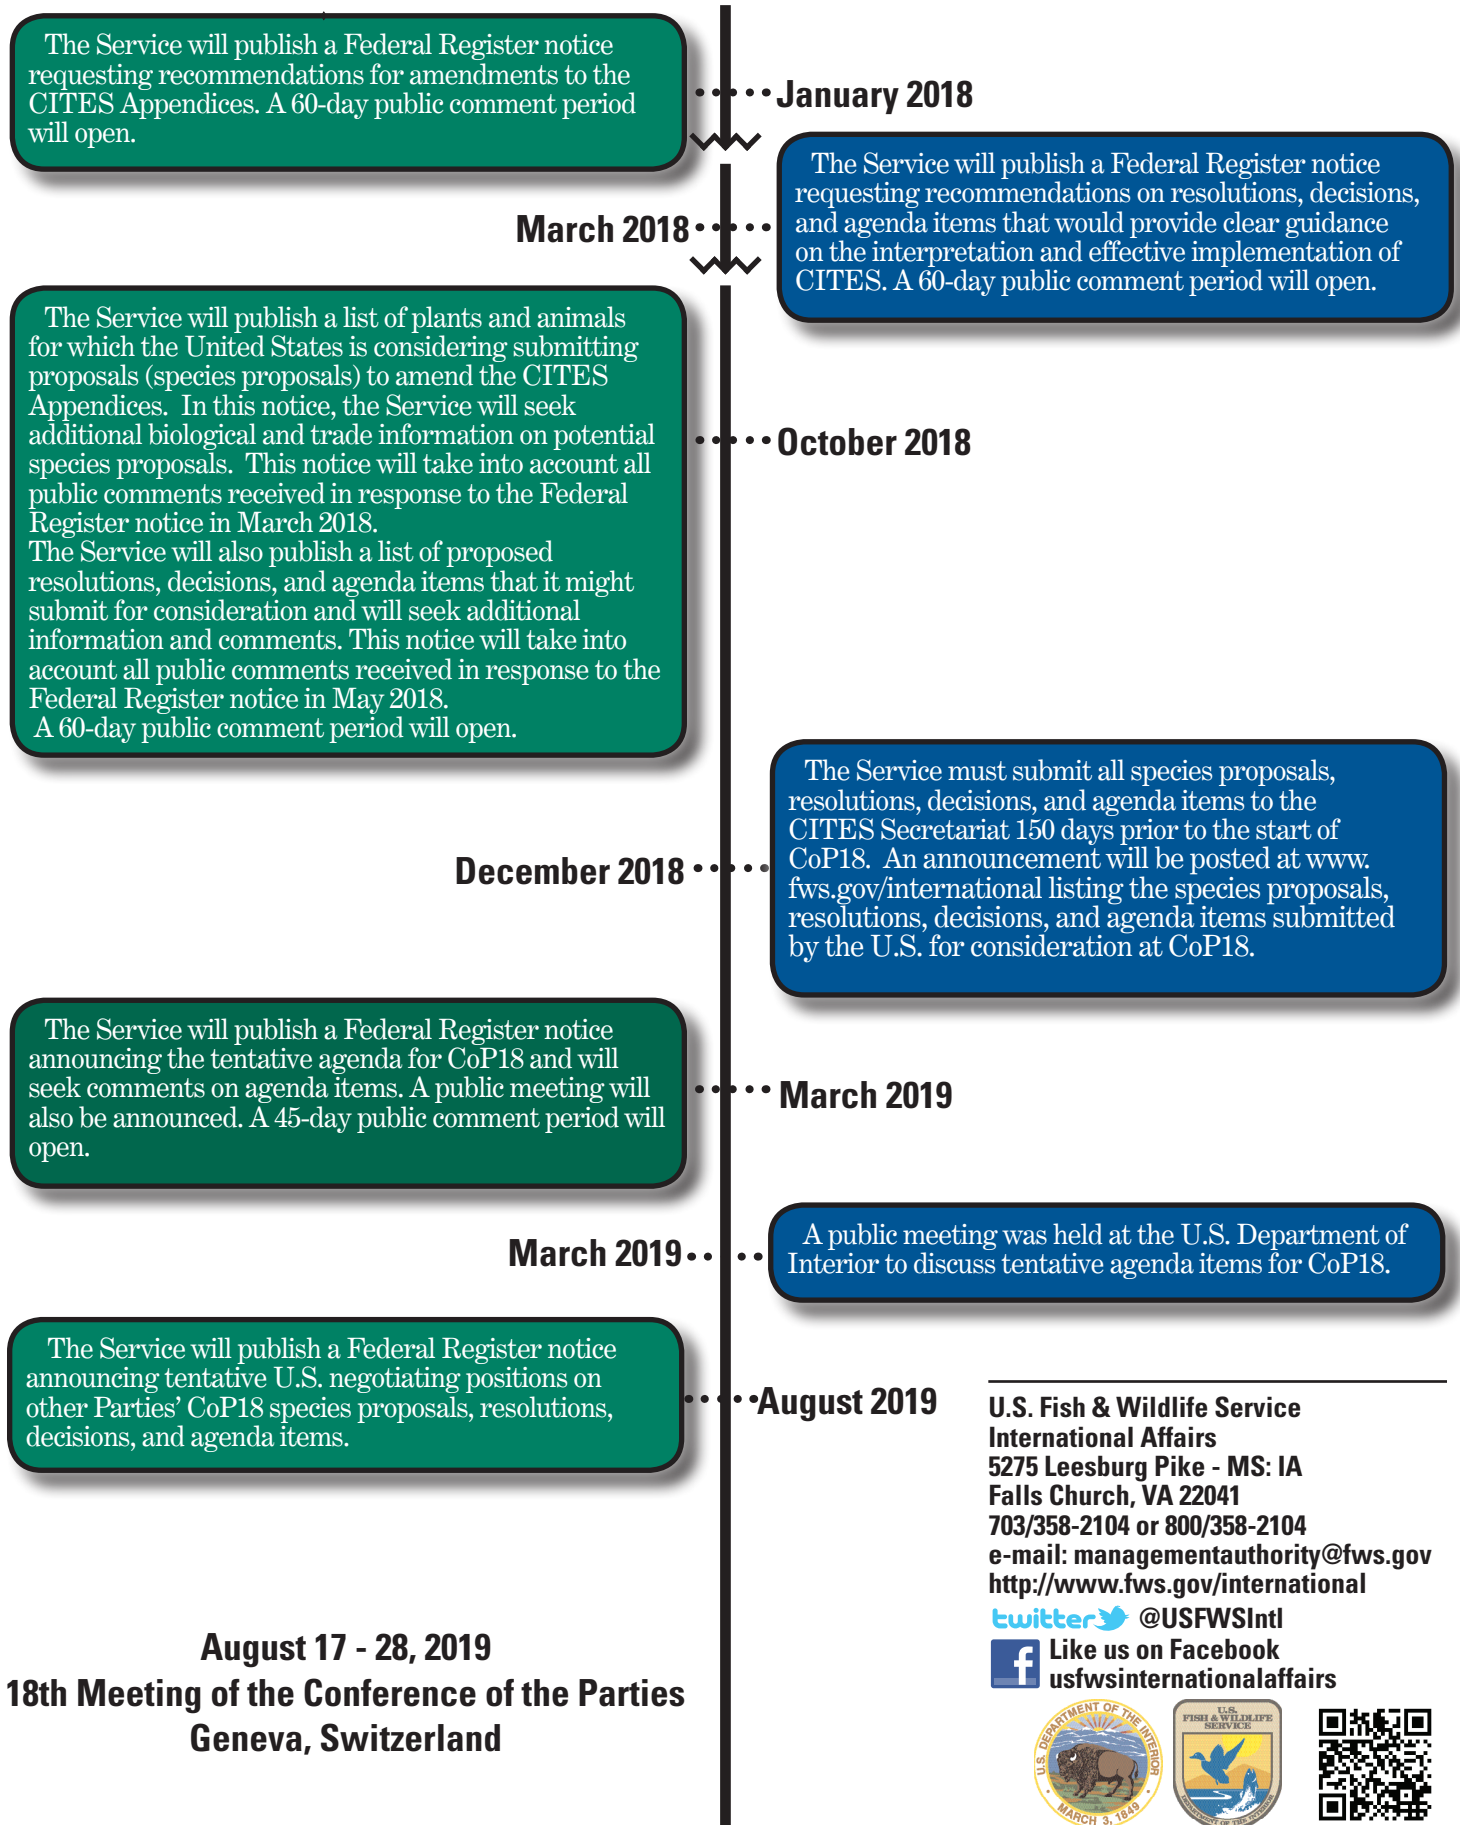 The Service will publish a Federal Register notice
requesting recommendations for amendments to the
CITES Appendices. A 60-day public comment period
will open.
January 2018
The Service will publish a Federal Register notice
requesting recommendations on resolutions, decisions,
and agenda items that would provide clear guidance
on the interpretation and effective implementation of
CITES. A 60-day public comment period will open.
March 2018
The Service will publish a list of plants and animals
for which the United States is considering submitting
proposals (species proposals) to amend the CITES
Appendices. In this notice, the Service will seek
additional biological and trade information on potential
species proposals. This notice will take into account all
public comments received in response to the Federal
Register notice in March 2018.
The Service will also publish a list of proposed
resolutions, decisions, and agenda items that it might
submit for consideration and will seek additional
information and comments. This notice will take into
account all public comments received in response to the
Federal Register notice in May 2018.
A 60-day public comment period will open.
October 2018
The Service must submit all species proposals,
resolutions, decisions, and agenda items to the
CITES Secretariat 150 days prior to the start of
CoP18. An announcement will be posted at www.
fws.gov/international listing the species proposals,
resolutions, decisions, and agenda items submitted
by the U.S. for consideration at CoP18.
December 2018
The Service will publish a Federal Register notice
announcing the tentative agenda for CoP18 and will
seek comments on agenda items. A public meeting will
also be announced. A 45-day public comment period will
open.
March 2019
A public meeting was held at the U.S. Department of
Interior to discuss tentative agenda items for CoP18.
March 2019
The Service will publish a Federal Register notice
announcing tentative U.S. negotiating positions on
other Parties' CoP18 species proposals, resolutions,
decisions, and agenda items.
August 2019
U.S. Fish & Wildlife Service
International Affairs
5275 Leesburg Pike - MS: IA
Falls Church, VA 22041
703/358-2104 or 800/358-2104
e-mail: managementauthority@fws.gov
http://www.fws.gov/international
twitter @USFWSIntl
f Like us on Facebook
usfwsinternationalaffairs
August 17 - 28, 2019
18th Meeting of the Conference of the Parties
Geneva, Switzerland
U.S. DEPARTMENT OF THE INTERIOR
MARCH 3, 1849
U.S.
FISH & WILDLIFE
SERVICE
DEPARTMENT OF THE INTERIOR